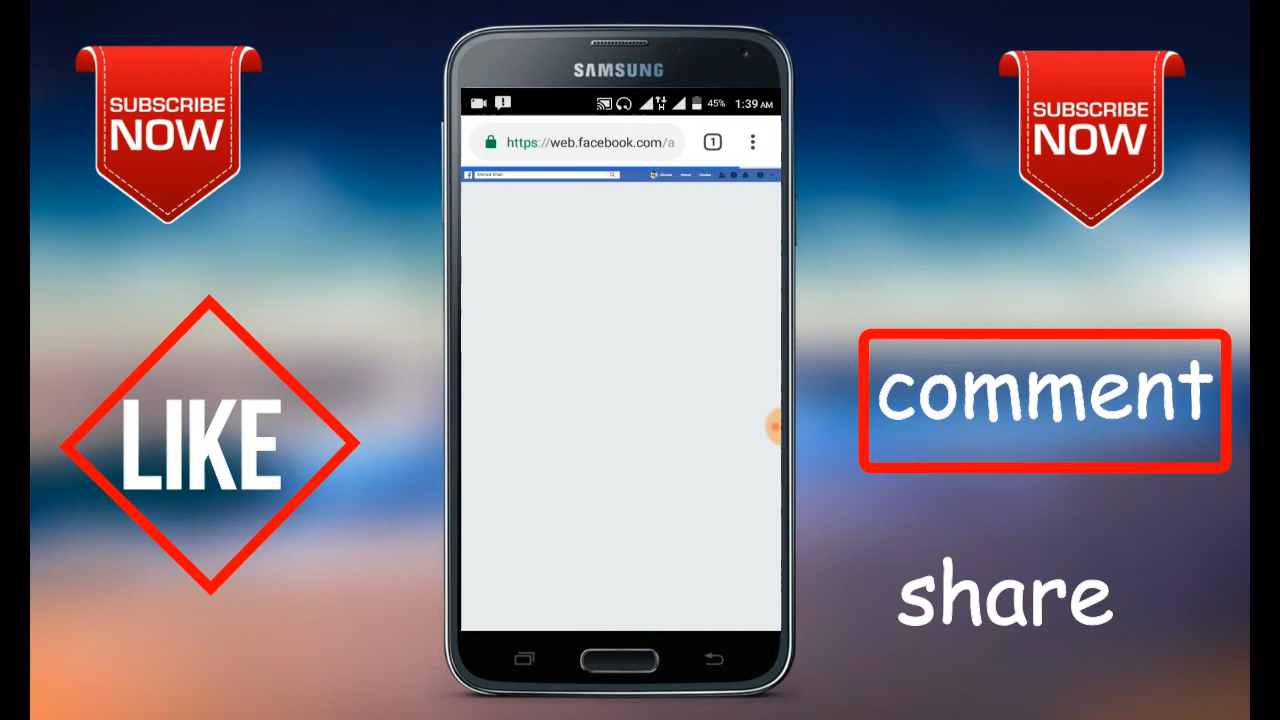 SUBSCRIBE
NOW
SAMSUNG
45% 1:39 AM
https://web.facebook.com/a
1
SUBSCRIBE
NOW
LIKE
comment
share